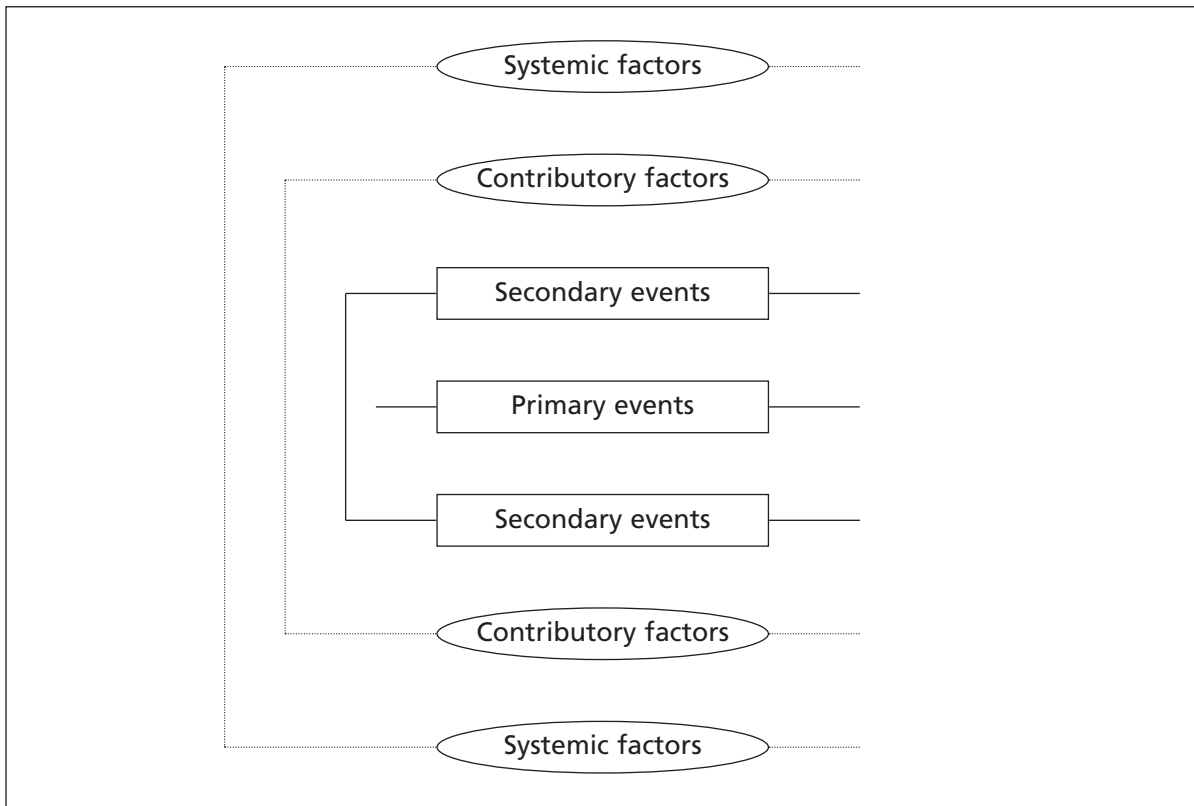 Systemic factors
Contributory factors
Secondary events
Primary events
Secondary events
Contributory factors
Systemic factors